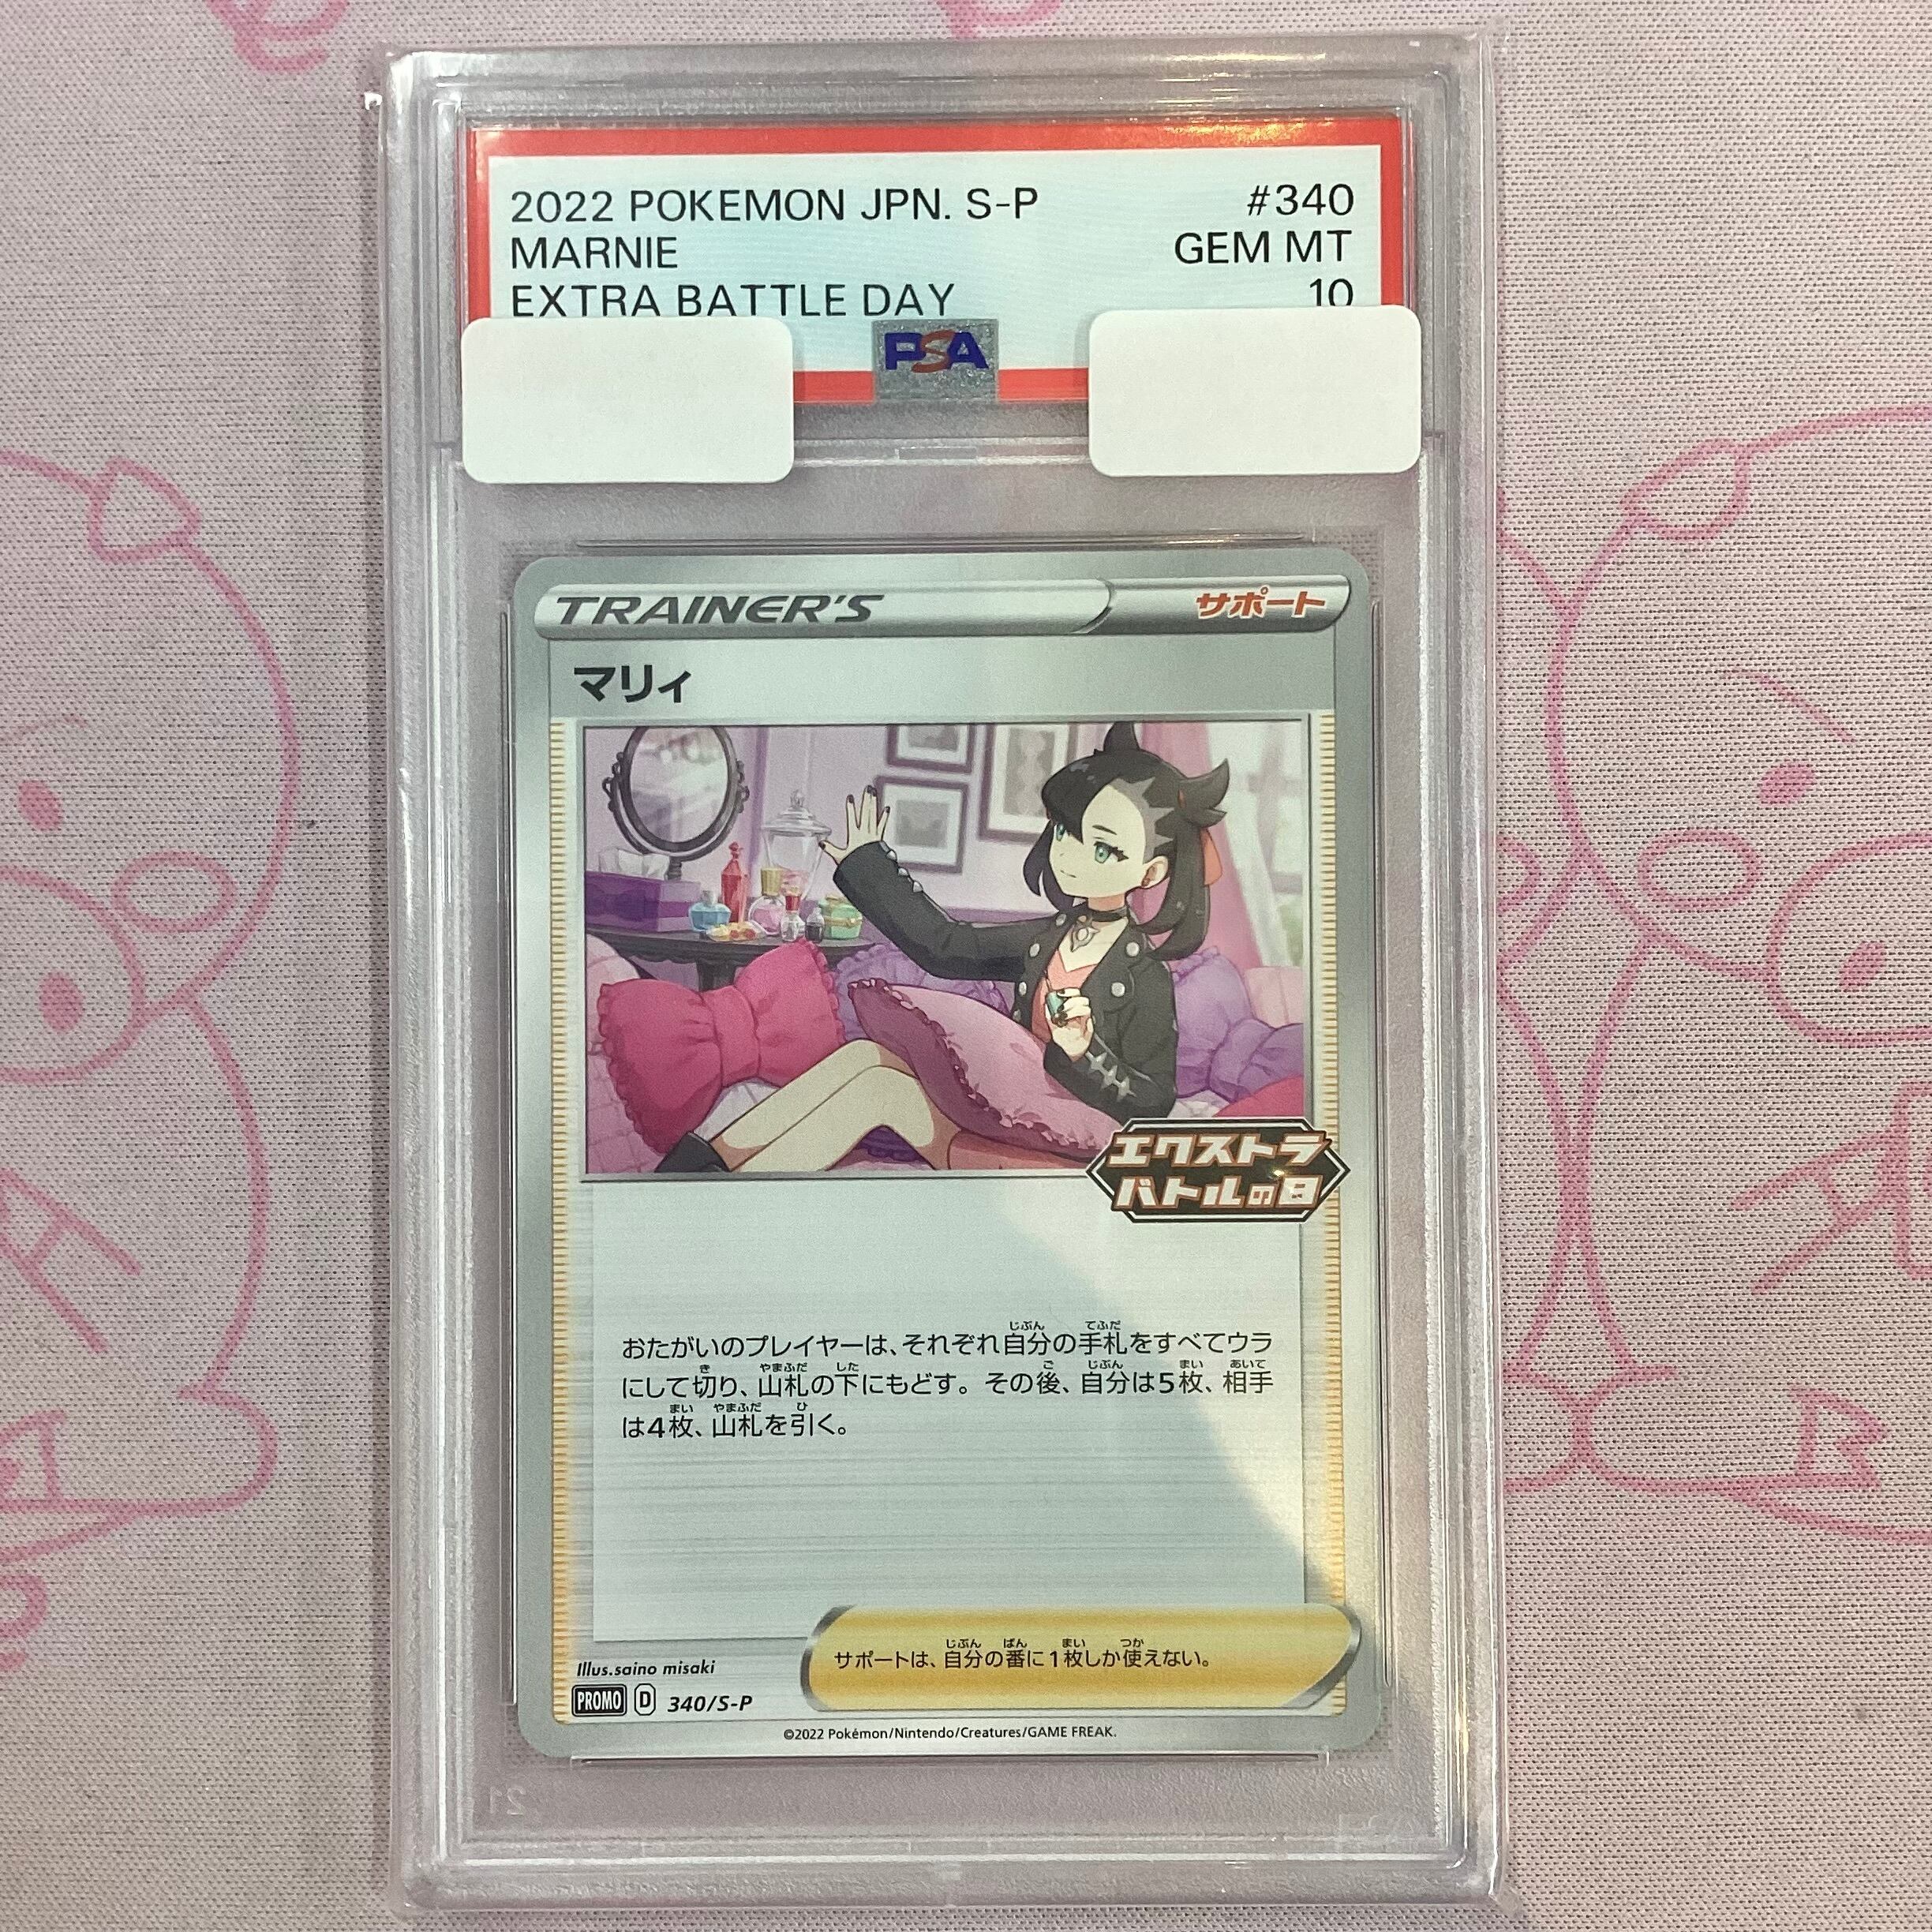 2022 POKEMON JPN. S-P #340
MARNIE GEM MT
EXTRA BATTLE DAY 10
PSA
TRAINER'S サポート
マリィ
エクストラ
バトルの日
おたがいのプレイヤーは、それぞれ自分の手札をすべてウラ
にして切り、山札の下にもどす。その後、自分は5枚、相手
は4枚、山札を引く。
サポートは、自分の番に1枚しか使えない。
Illus.saino misaki
PROMO D 340/S-P
©2022 Pokémon/Nintendo/Creatures/GAME FREAK.